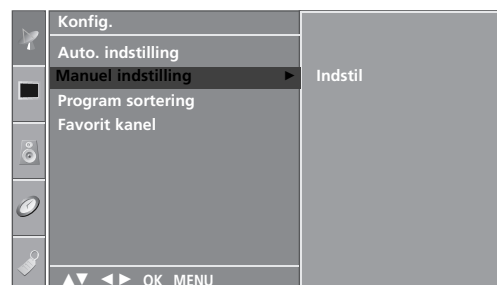 Konfig.
Auto. indstilling
Manuel indstilling ▶ Indstil
Program sortering
Favorit kanel
▲▼ ◀▶ OK MENU